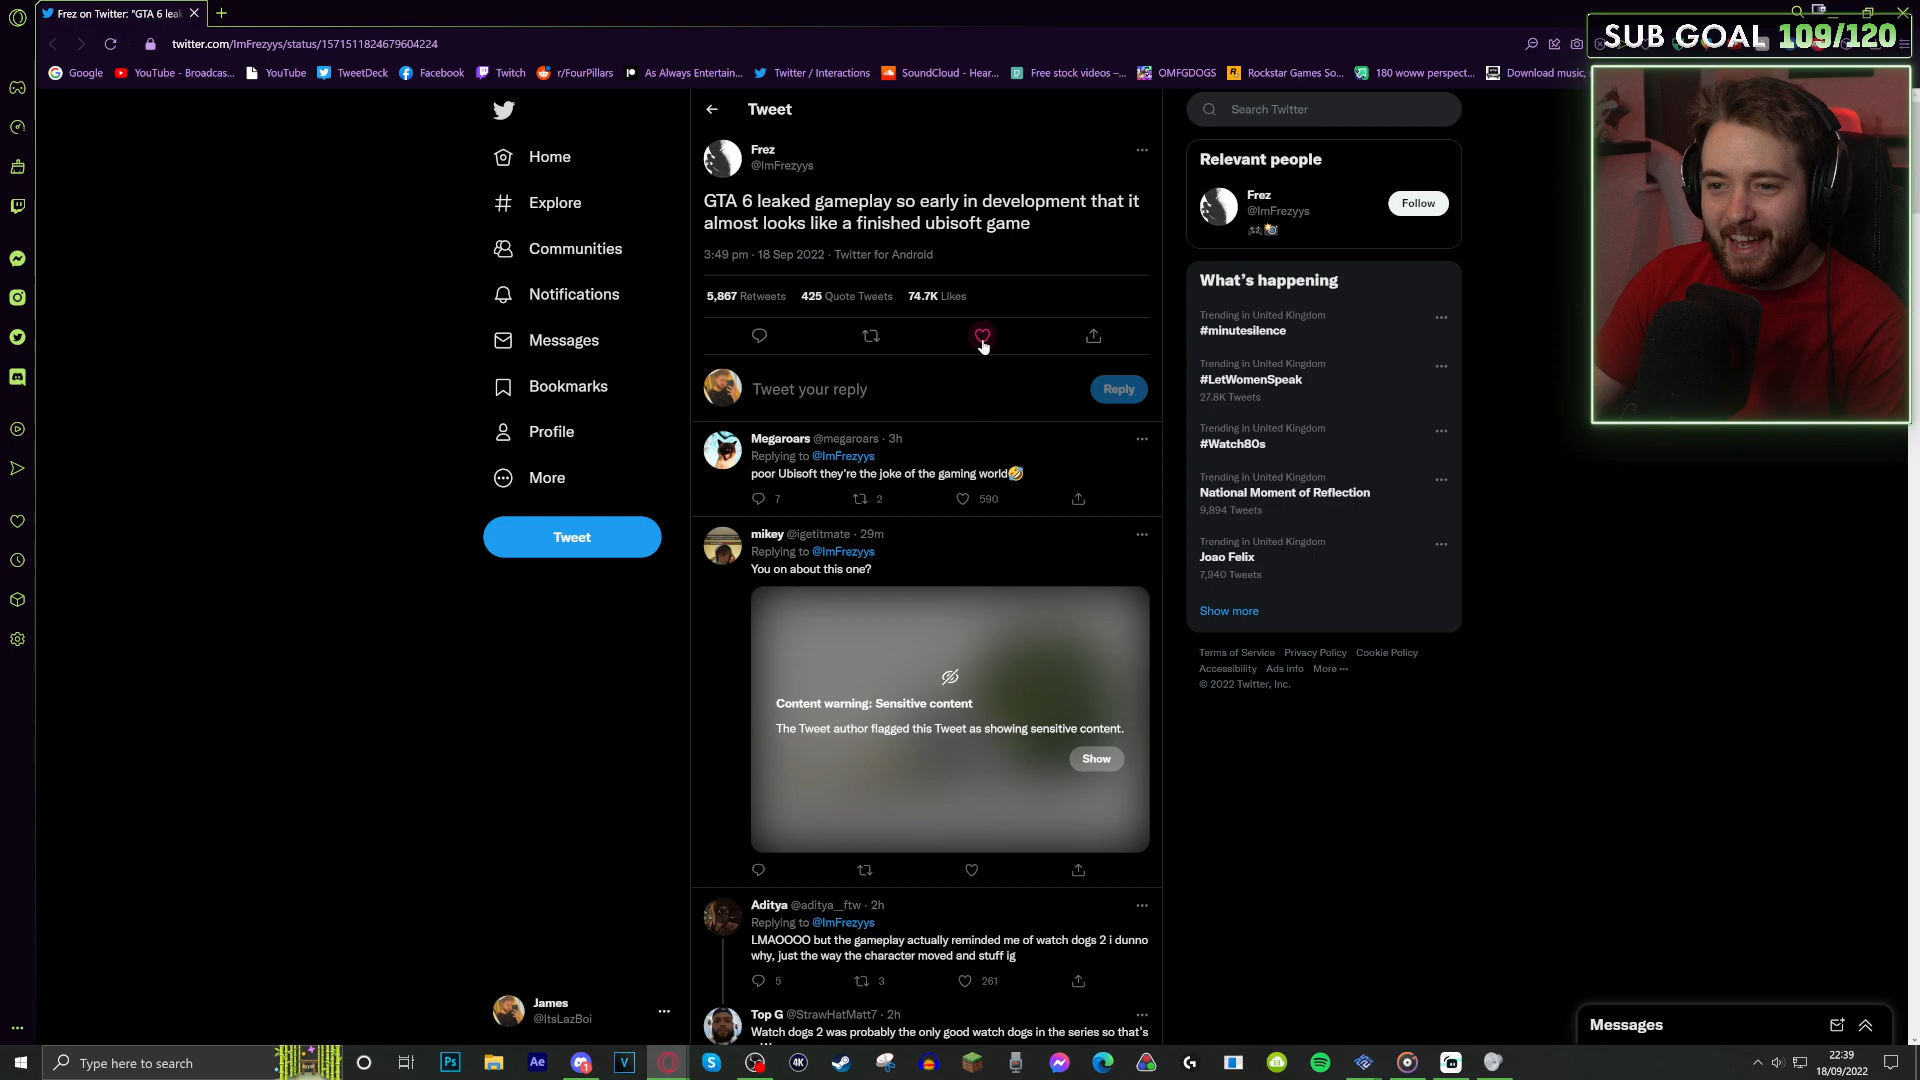 Frez on Twitter: "GTA 6 leak
SUB GOAL 109/120
twitter.com/ImFrezyys/status/1571511824679604224
Google
YouTube - Broadcas...
YouTube
TweetDeck
Facebook
Twitch
r/FourPillars
As Always Entertain...
Twitter / Interactions
SoundCloud - Hear...
Free stock videos –...
OMFGDOGS
Rockstar Games So...
180 woww perspect...
Download music,
Home
Explore
Communities
Notifications
Messages
Bookmarks
Profile
More
Tweet
James
@ItsLazBoi
Tweet
Frez
@ImFrezyys
GTA 6 leaked gameplay so early in development that it
almost looks like a finished ubisoft game
3:49 pm · 18 Sep 2022 · Twitter for Android
5,867 Retweets 425 Quote Tweets 74.7K Likes
Tweet your reply
Reply
Megaroars @megaroars · 3h
Replying to @ImFrezyys
poor Ubisoft they're the joke of the gaming world🤣
7 2 590
mikey @igetitmate · 29m
Replying to @ImFrezyys
You on about this one?
Content warning: Sensitive content
The Tweet author flagged this Tweet as showing sensitive content.
Show
Aditya @aditya__ftw · 2h
Replying to @ImFrezyys
LMAOOOO but the gameplay actually reminded me of watch dogs 2 i dunno
why, just the way the character moved and stuff ig
5 3 261
Top G @StrawHatMatt7 · 2h
Watch dogs 2 was probably the only good watch dogs in the series so that's
Search Twitter
Relevant people
Frez
@ImFrezyys
Follow
What's happening
Trending in United Kingdom
#minutesilence
Trending in United Kingdom
#LetWomenSpeak
27.8K Tweets
Trending in United Kingdom
#Watch80s
Trending in United Kingdom
National Moment of Reflection
9,894 Tweets
Trending in United Kingdom
Joao Felix
7,940 Tweets
Show more
Terms of Service Privacy Policy Cookie Policy
Accessibility Ads info More ···
© 2022 Twitter, Inc.
Messages
Type here to search
Ps
Ae
V
4K
22:39
18/09/2022